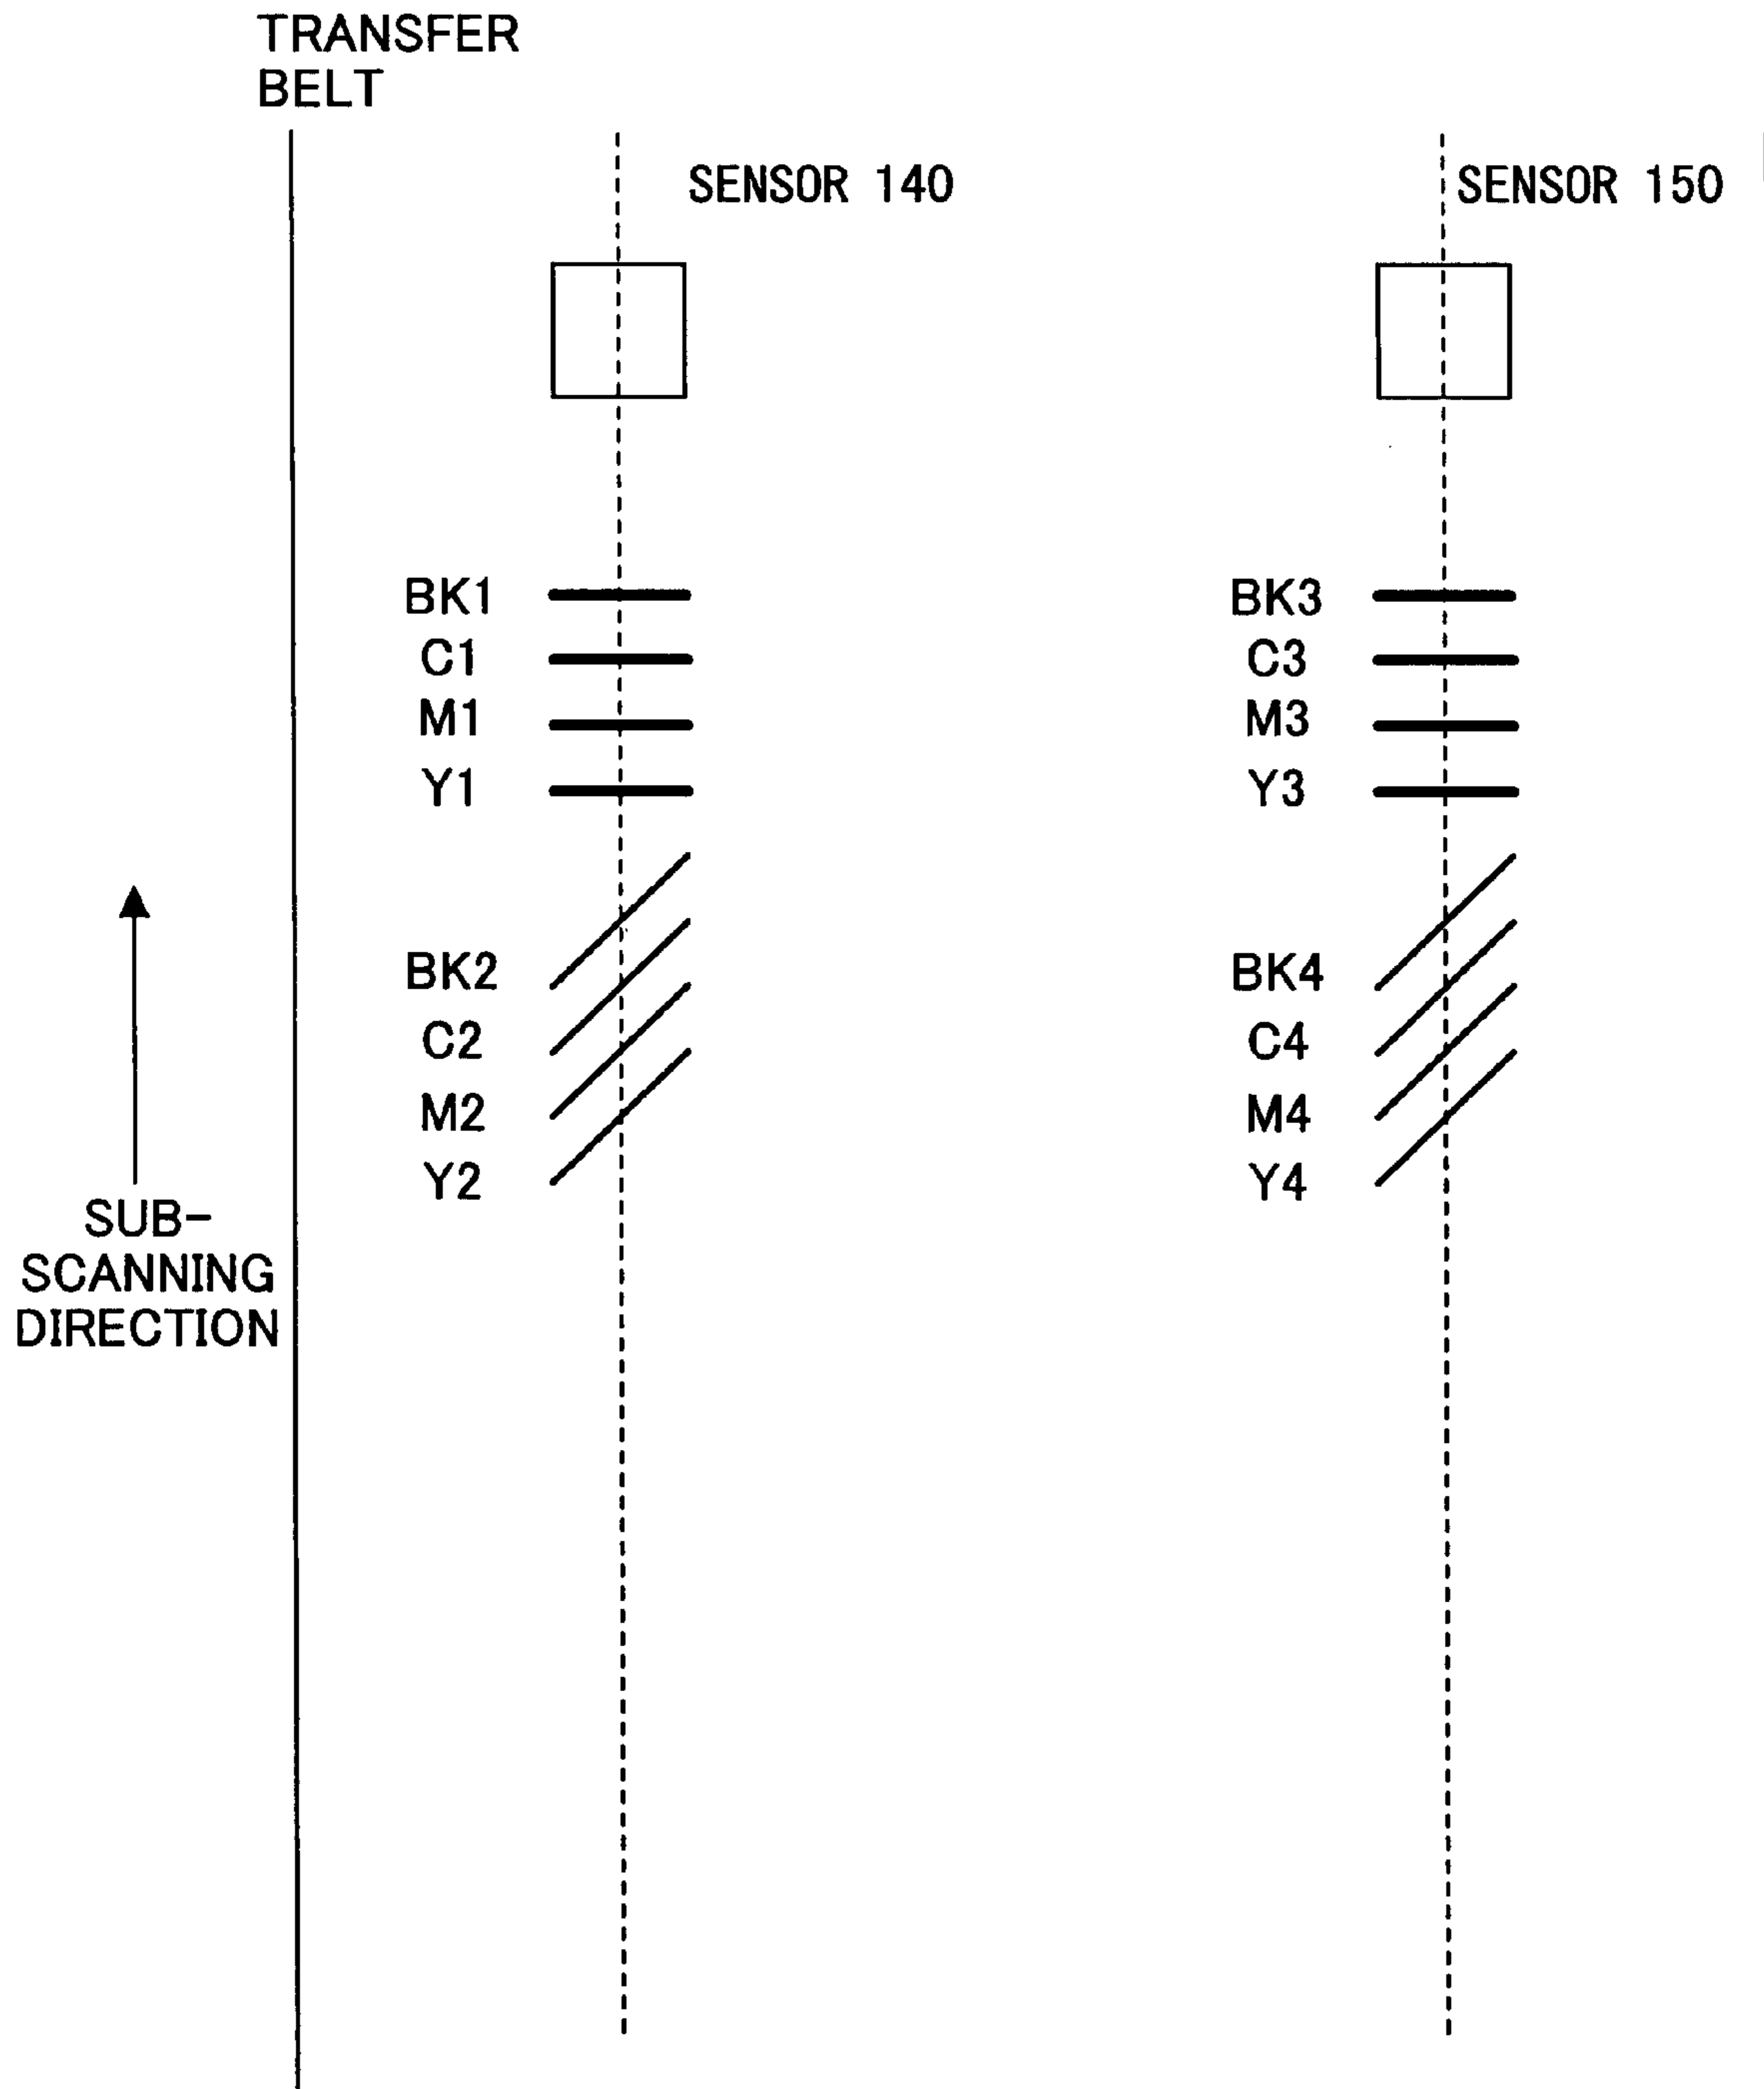 TRANSFER
BELT
SENSOR 140
SENSOR 150
BK1
BK3
C1
C3
M1
M3
Y1
Y3
BK2
BK4
C2
C4
M2
M4
Y2
Y4
SUB-
SCANNING
DIRECTION